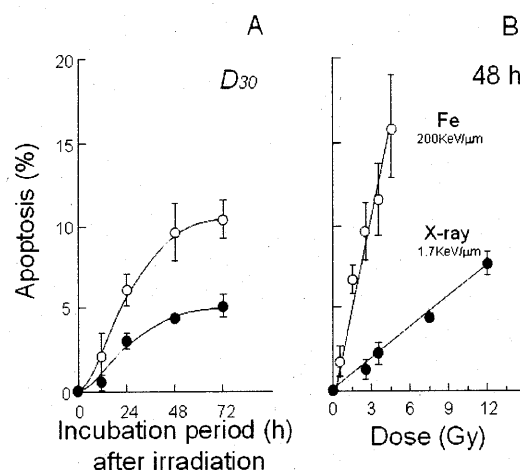 A
D30
20
15
10
5
0
Apoptosis (%)
0 24 48 72
Incubation period (h)
after irradiation
B
48 h
Fe
200KeV/μm
X-ray
1.7KeV/μm
0 3 6 9 12
Dose (Gy)